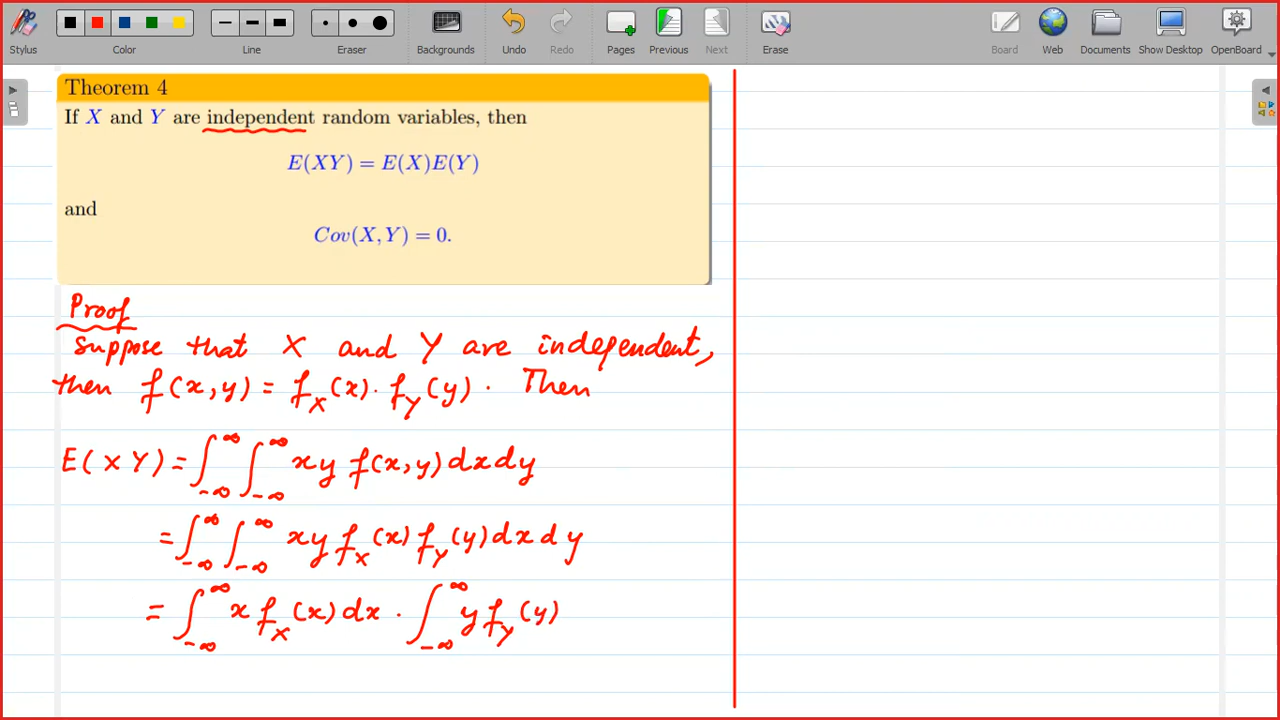 Stylus Color Line Eraser Backgrounds Undo Redo Pages Previous Next Erase Board Web Documents Show Desktop OpenBoard
Theorem 4
If X and Y are independent random variables, then
E(XY) = E(X)E(Y)
and
Cov(X, Y) = 0.
Proof
Suppose that X and Y are independent,
then f(x,y) = f_X(x) · f_Y(y) · Then
E(XY) = ∫_{-∞}^{∞} ∫_{-∞}^{∞} xy f(x,y) dx dy
= ∫_{-∞}^{∞} ∫_{-∞}^{∞} xy f_X(x) f_Y(y) dx dy
= ∫_{-∞}^{∞} x f_X(x) dx · ∫_{-∞}^{∞} y f_Y(y)